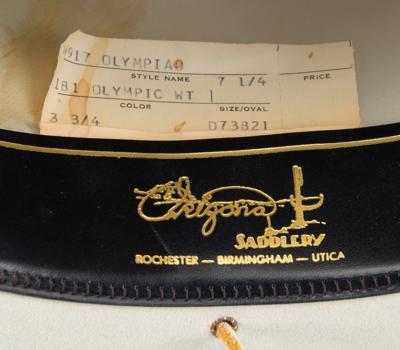 W917 OLYMPIAD
STYLE NAME 7 1/4 PRICE
181 OLYMPIC WT
COLOR SIZE/OVAL
3 3/4 D73821
Arizona
SADDLERY
ROCHESTER — BIRMINGHAM — UTICA